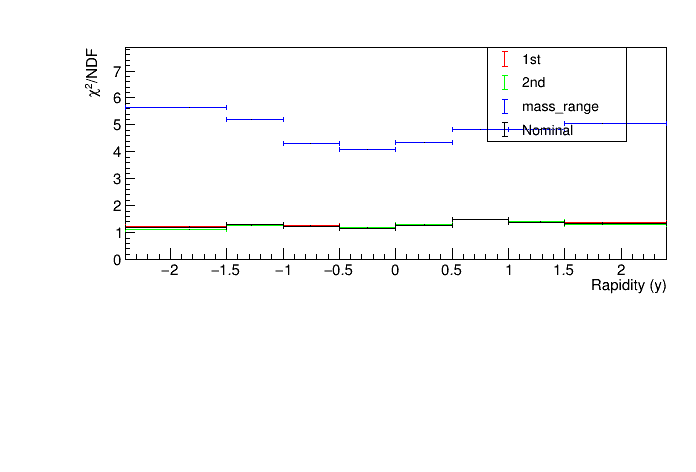 χ²/NDF
7
6
5
4
3
2
1
0
1st
2nd
mass_range
Nominal
−2 −1.5 −1 −0.5 0 0.5 1 1.5 2
Rapidity (y)